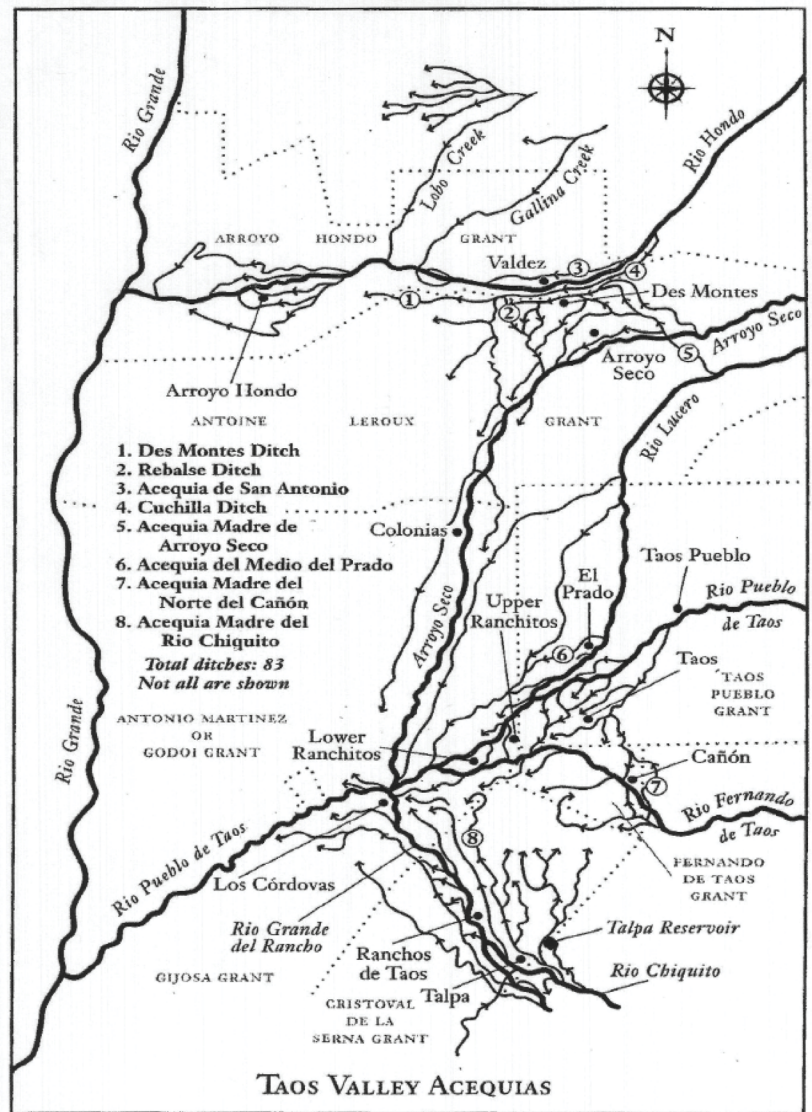 N
Rio Grande
Lobo Creek
Gallina Creek
Rio Hondo
ARROYO HONDO GRANT
Valdez
3
4
1
2
Des Montes
Arroyo Seco
5
Arroyo
Seco
Arroyo Hondo
Rio Lucero
ANTOINE LEROUX GRANT
1. Des Montes Ditch
2. Rebalse Ditch
3. Acequia de San Antonio
4. Cuchilla Ditch
5. Acequia Madre de
Arroyo Seco
6. Acequia del Medio del Prado
7. Acequia Madre del
Norte del Cañón
8. Acequia Madre del
Rio Chiquito
Total ditches: 83
Not all are shown
Colonias
Arroyo Seco
El
Prado
Taos Pueblo
Upper
Ranchitos
Rio Pueblo
de Taos
6
Taos
TAOS
PUEBLO
GRANT
ANTONIO MARTINEZ
OR
GODOI GRANT
Rio Grande
Lower
Ranchitos
Cañón
7
Rio Fernando
de Taos
8
FERNANDO
DE TAOS
GRANT
Rio Pueblo de Taos
Los Córdovas
Rio Grande
del Rancho
Talpa Reservoir
Ranchos
de Taos
Rio Chiquito
Talpa
GIJOSA GRANT
CRISTOVAL
DE LA
SERNA GRANT
TAOS VALLEY ACEQUIAS